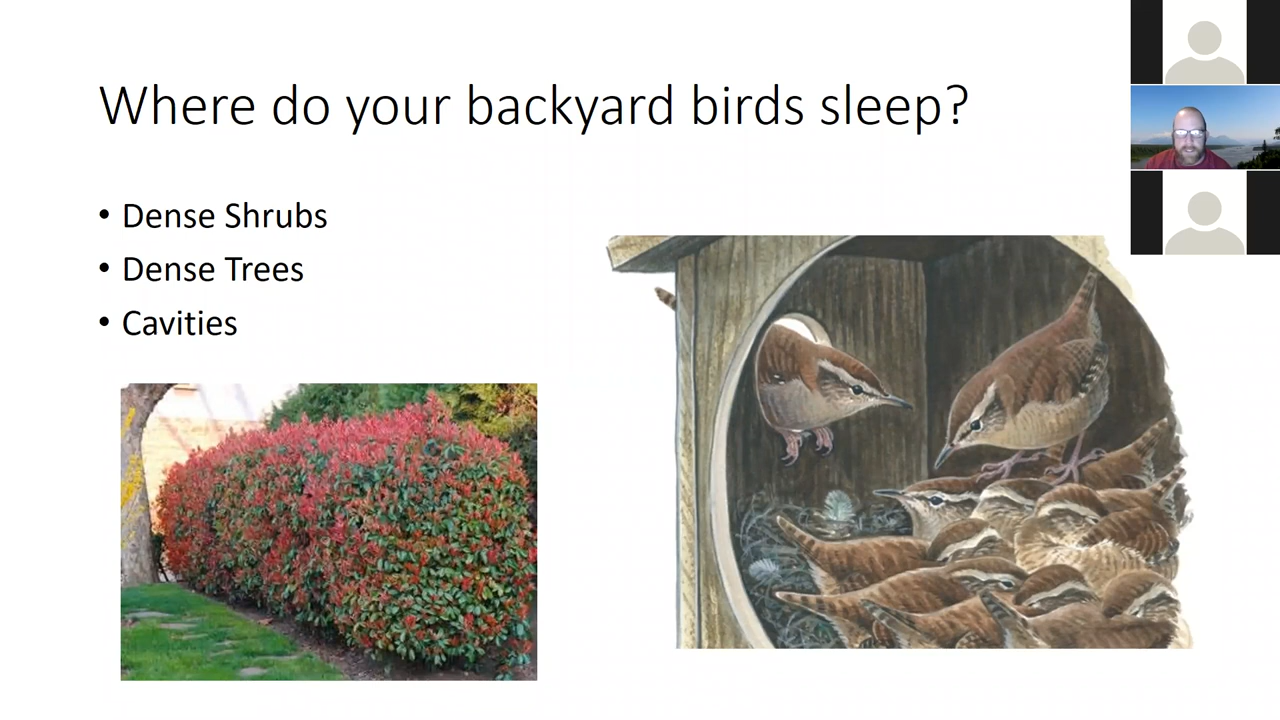 Where do your backyard birds sleep?
• Dense Shrubs
• Dense Trees
• Cavities